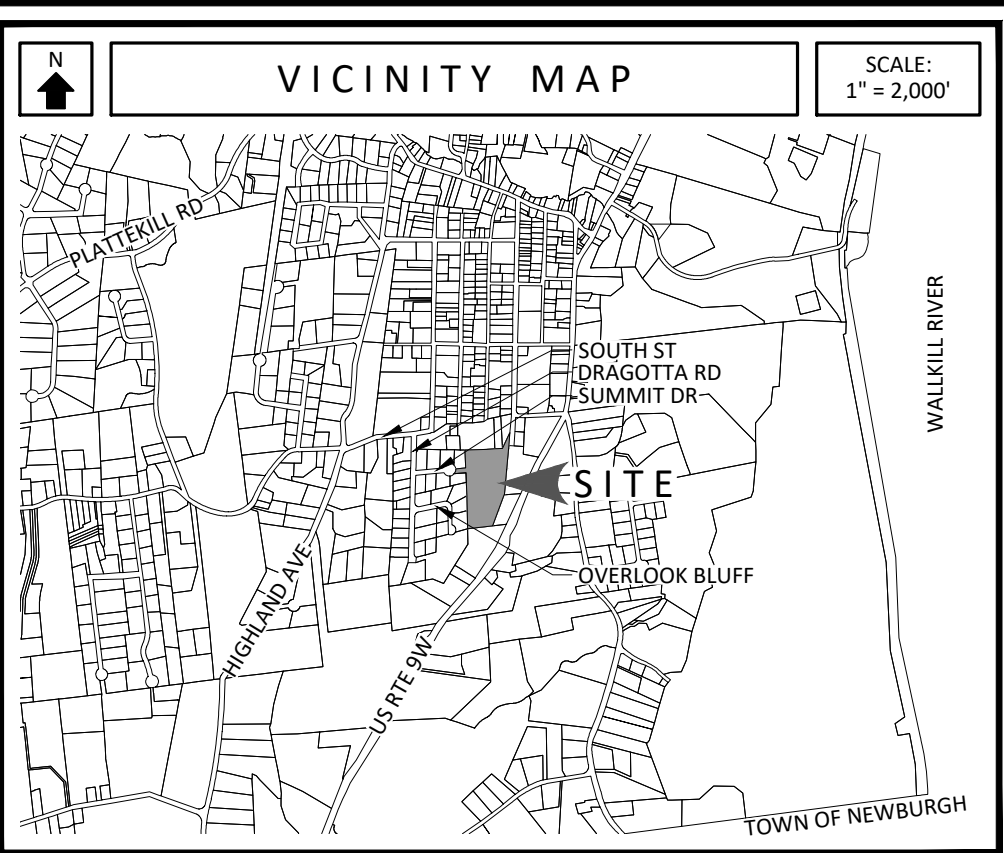 N
VICINITY MAP
SCALE:
1" = 2,000'
PLATTEKILL RD
WALLKILL RIVER
SOUTH ST
DRAGOTTA RD
SUMMIT DR
SITE
OVERLOOK BLUFF
HIGHLAND AVE
US RTE 9W
TOWN OF NEWBURGH